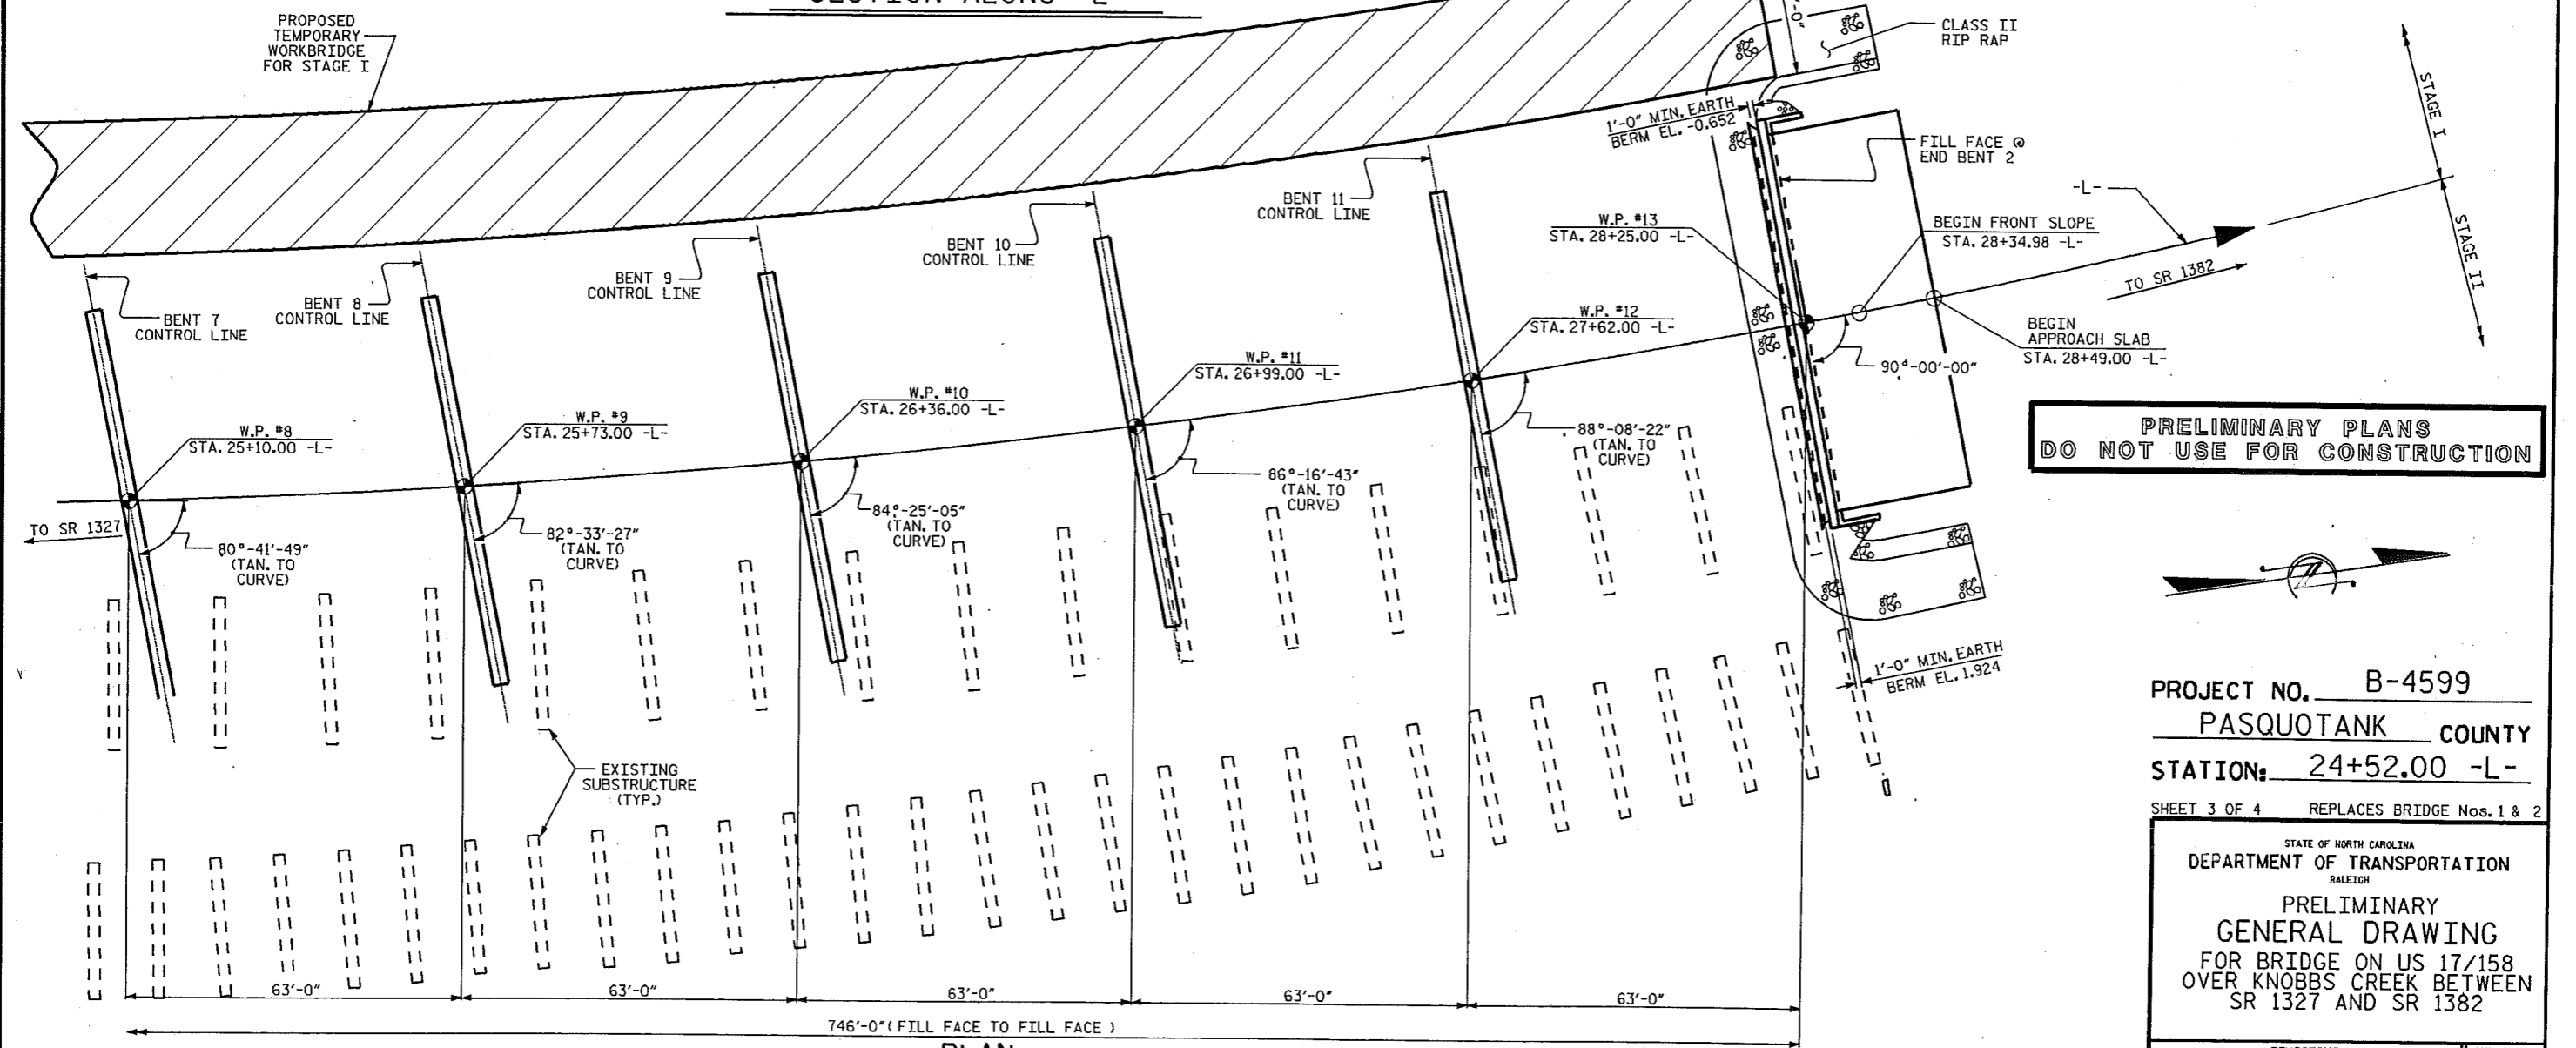 SECTION ALONG -L-
PROPOSED
TEMPORARY
WORKBRIDGE
FOR STAGE I
CLASS II
RIP RAP
1'-0" MIN. EARTH
BERM EL. -0.652
FILL FACE @
END BENT 2
STAGE I
STAGE II
-L-
BEGIN FRONT SLOPE
STA. 28+34.98 -L-
TO SR 1382
BEGIN
APPROACH SLAB
STA. 28+49.00 -L-
90°-00'-00"
W.P. #13
STA. 28+25.00 -L-
BENT 11
CONTROL LINE
BENT 10
CONTROL LINE
BENT 9
CONTROL LINE
BENT 8
CONTROL LINE
BENT 7
CONTROL LINE
W.P. #12
STA. 27+62.00 -L-
W.P. #11
STA. 26+99.00 -L-
W.P. #10
STA. 26+36.00 -L-
W.P. #9
STA. 25+73.00 -L-
W.P. #8
STA. 25+10.00 -L-
TO SR 1327
80°-41'-49"
(TAN. TO
CURVE)
82°-33'-27"
(TAN. TO
CURVE)
84°-25'-05"
(TAN. TO
CURVE)
86°-16'-43"
(TAN. TO
CURVE)
88°-08'-22"
(TAN. TO
CURVE)
PRELIMINARY PLANS
DO NOT USE FOR CONSTRUCTION
1'-0" MIN. EARTH
BERM EL. 1.924
EXISTING
SUBSTRUCTURE
(TYP.)
63'-0"
63'-0"
63'-0"
63'-0"
63'-0"
746'-0" ( FILL FACE TO FILL FACE )
PLAN
PROJECT NO. B-4599
PASQUOTANK COUNTY
STATION: 24+52.00 -L-
SHEET 3 OF 4 REPLACES BRIDGE Nos. 1 & 2
STATE OF NORTH CAROLINA
DEPARTMENT OF TRANSPORTATION
RALEIGH
PRELIMINARY
GENERAL DRAWING
FOR BRIDGE ON US 17/158
OVER KNOBBS CREEK BETWEEN
SR 1327 AND SR 1382